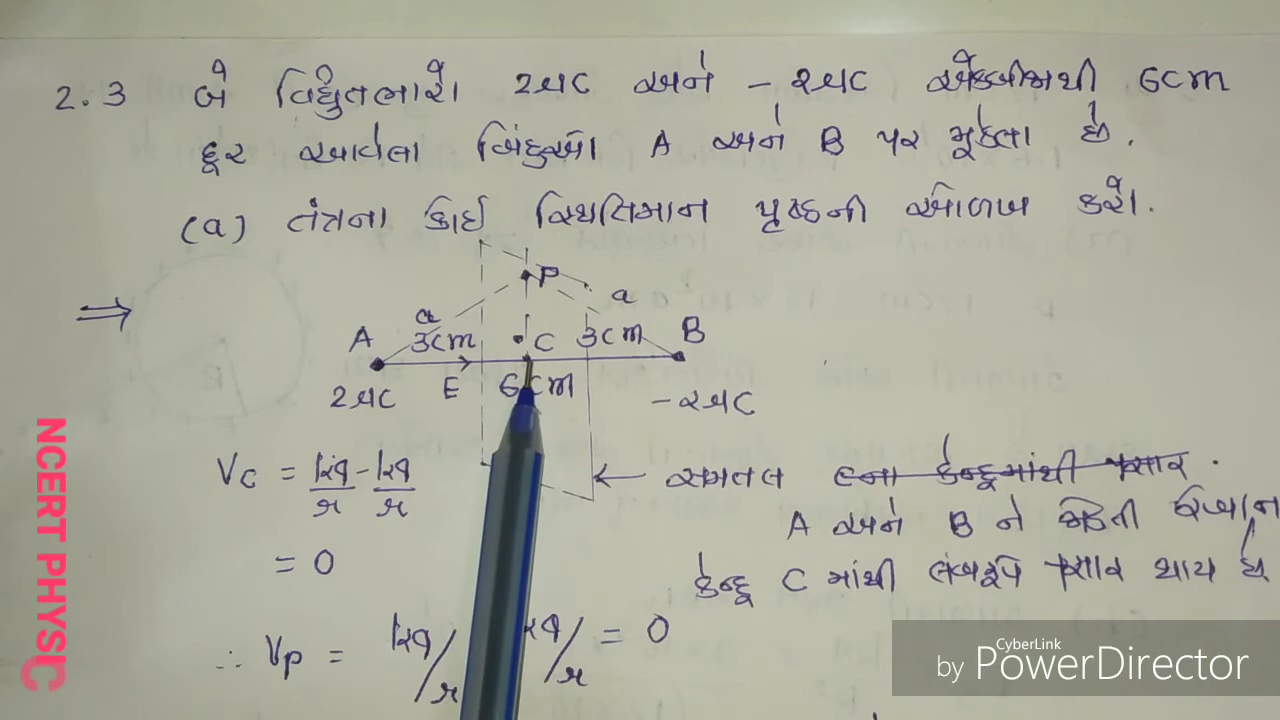 2.3 બે વિદ્યુતભારો 2μC અને -2μC એકબીજાથી 6cm
દૂર આવેલા બિંદુઓ A અને B પર મૂકેલા છે.
(a) તંત્રના કોઈ સ્થિતિમાન પૃષ્ઠની ઓળખ કરો.
⇒
P
a a
A 3cm C 3cm B
2μC E 6cm -2μC
Vc = kq/r - kq/r
= 0
← સમતલ
A અને B ને જોડતી રેખાના
કેન્દ્ર C માંથી લંબરૂપે પસાર થાય છે
∴ Vp = kq/r kq/r = 0
NCERT PHYSIC
CyberLink
by PowerDirector